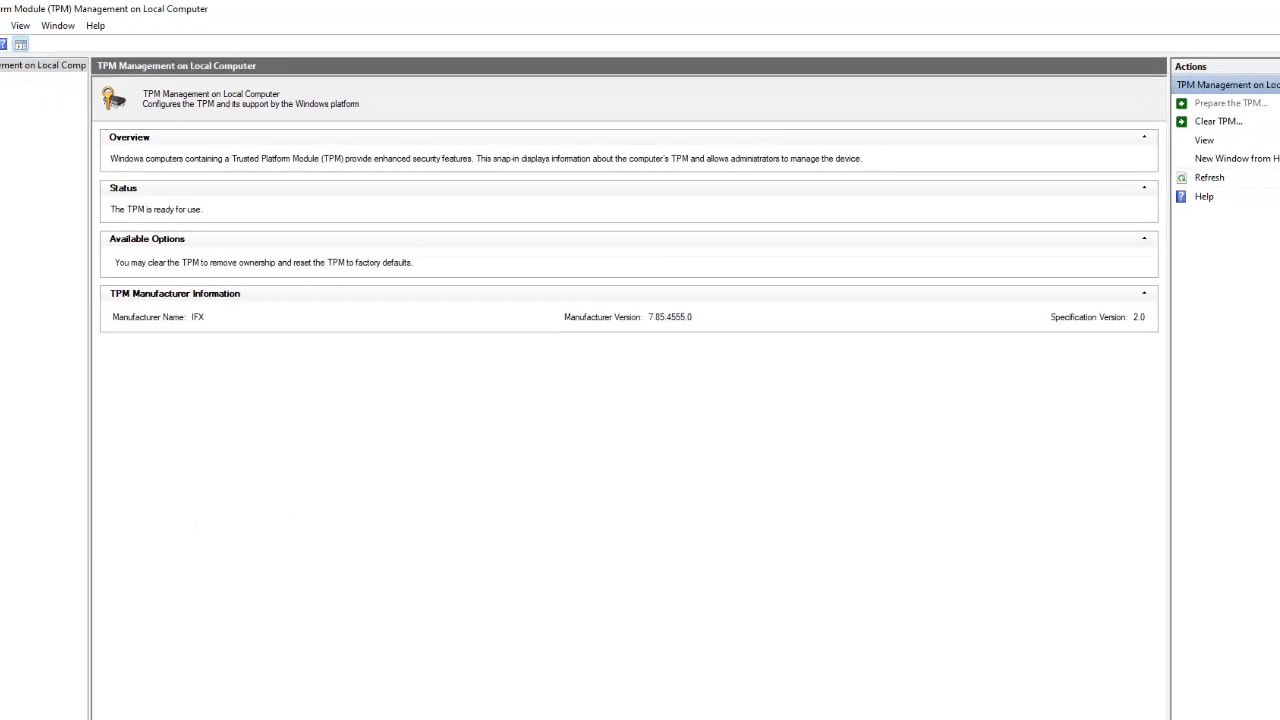 rm Module (TPM) Management on Local Computer
View Window Help
ement on Local Comp
TPM Management on Local Computer
TPM Management on Local Computer
Configures the TPM and its support by the Windows platform
Overview
Windows computers containing a Trusted Platform Module (TPM) provide enhanced security features. This snap-in displays information about the computer's TPM and allows administrators to manage the device.
Status
The TPM is ready for use.
Available Options
You may clear the TPM to remove ownership and reset the TPM to factory defaults.
TPM Manufacturer Information
Manufacturer Name: IFX Manufacturer Version: 7.85.4555.0 Specification Version: 2.0
Actions
TPM Management on Loc
Prepare the TPM...
Clear TPM...
View
New Window from H
Refresh
Help